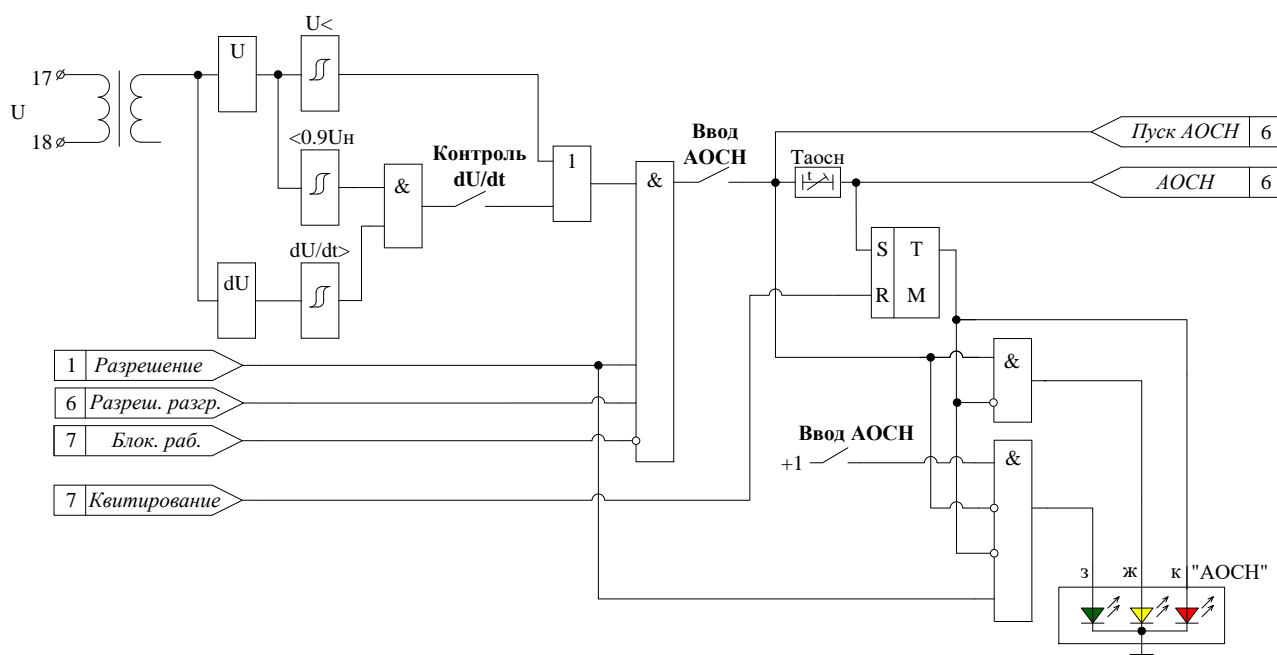 U<
U
17
U
18
<0.9Uн
Контроль
dU/dt
&
1
&
Ввод
АОСН
Tаосн
t
Пуск АОСН 6
АОСН 6
dU/dt>
dU
S T
R M
1 Разрешение
6 Разреш. разгр.
7 Блок. раб.
7 Квитирование
&
Ввод АОСН
+1
&
з ж к "АОСН"